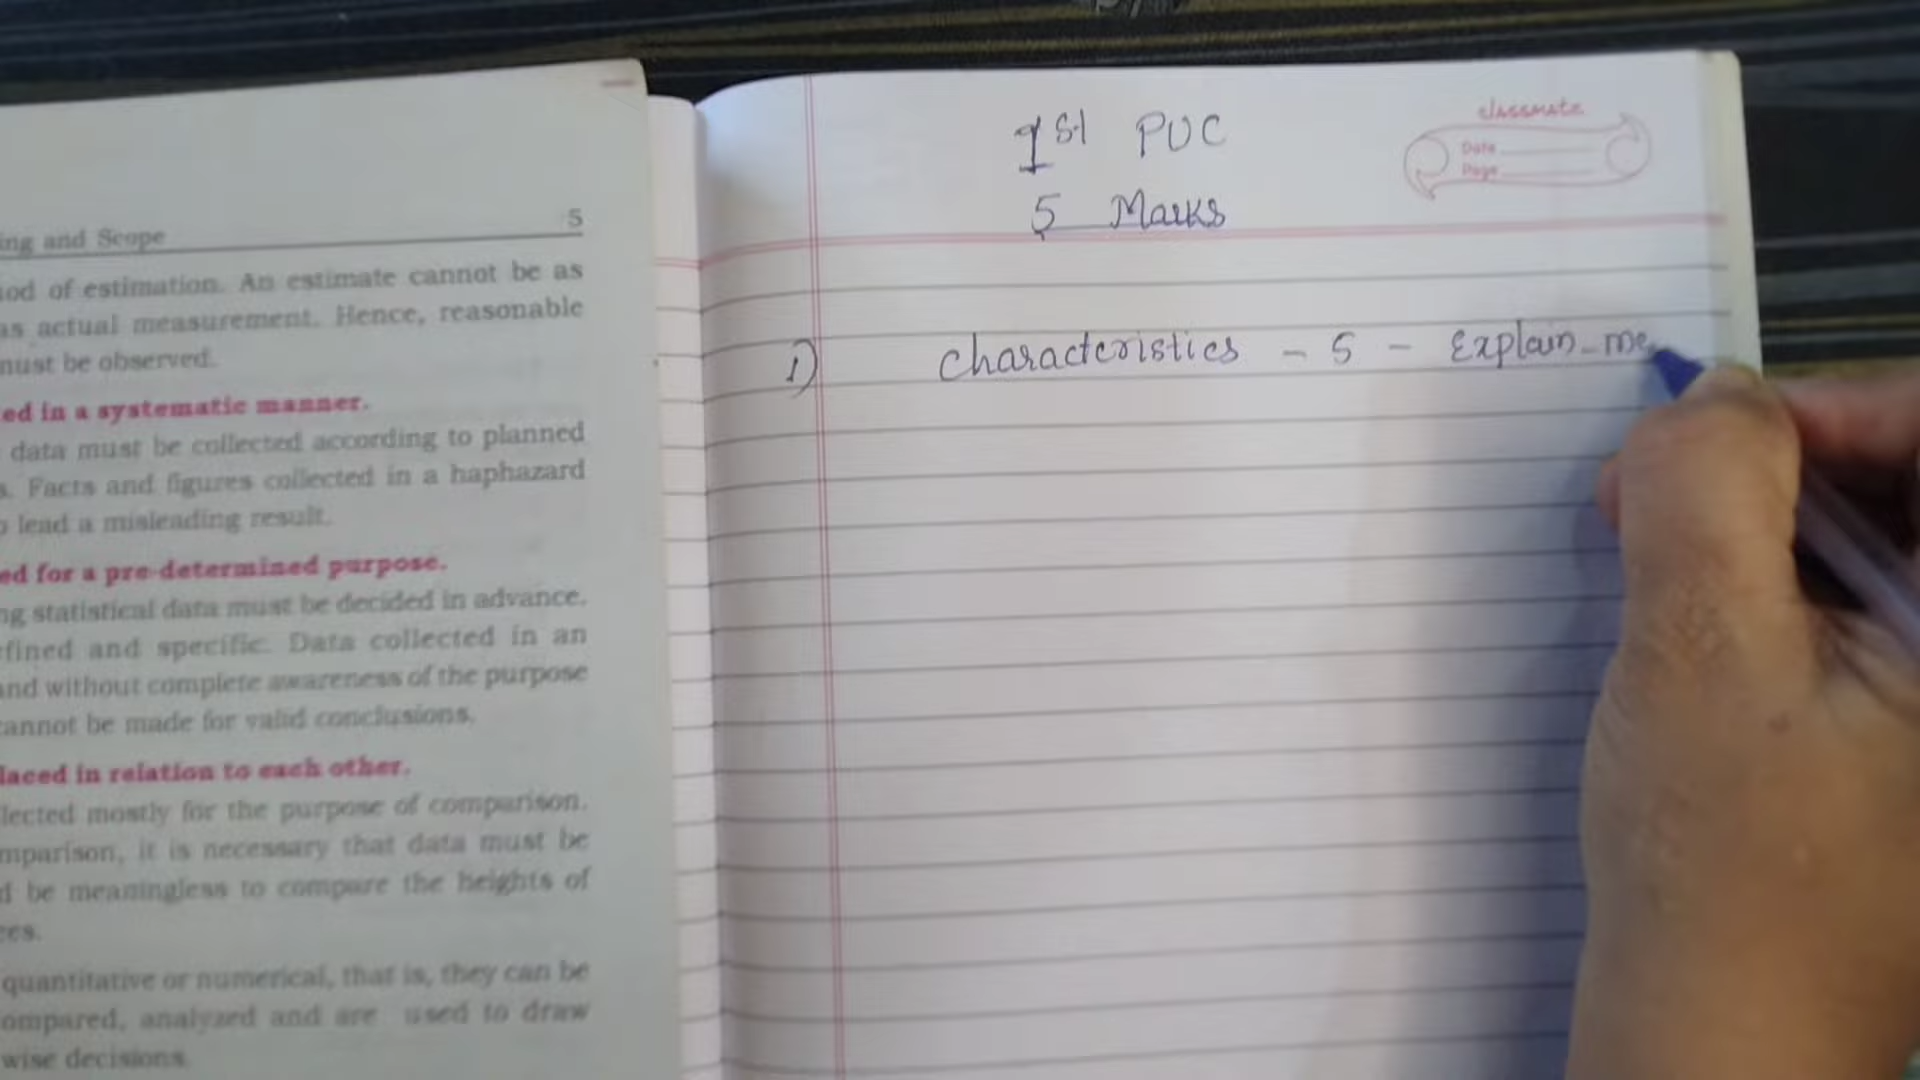 ing and Scope 5
od of estimation. An estimate cannot be as
as actual measurement. Hence, reasonable
must be observed.
ed in a systematic manner.
data must be collected according to planned
s. Facts and figures collected in a haphazard
o lead a misleading result.
ed for a pre-determined purpose.
ng statistical data must be decided in advance.
fined and specific. Data collected in an
and without complete awareness of the purpose
cannot be made for valid conclusions.
laced in relation to each other.
lected mostly for the purpose of comparison.
mparison, it is necessary that data must be
d be meaningless to compare the heights of
ees.
quantitative or numerical, that is, they can be
ompared, analyzed and are used to draw
wise decisions.
1st PUC
5 Marks
classmate
Date
Page
1) Characteristics - 5 - Explain - me